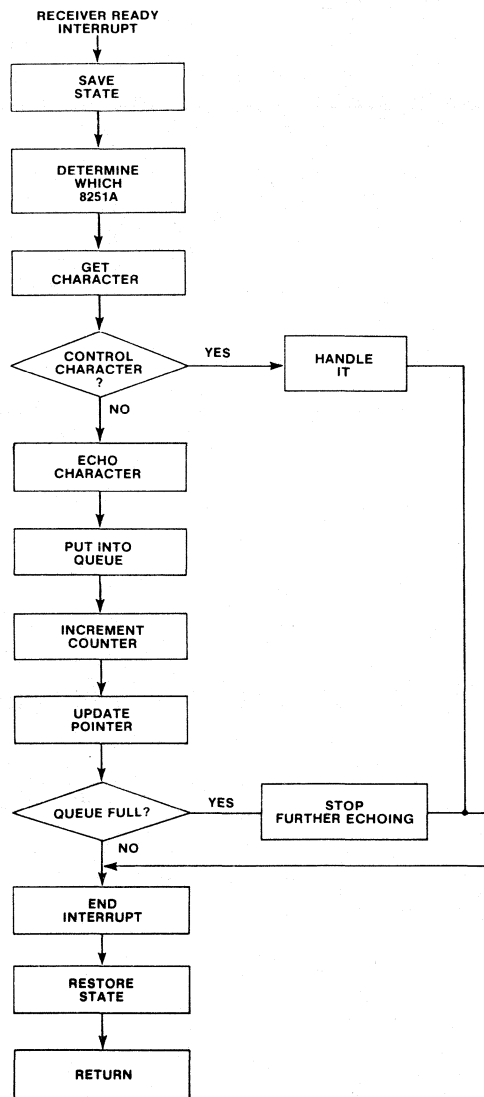 RECEIVER READY
INTERRUPT
SAVE
STATE
DETERMINE
WHICH
8251A
GET
CHARACTER
CONTROL
CHARACTER
?
YES
HANDLE
IT
NO
ECHO
CHARACTER
PUT INTO
QUEUE
INCREMENT
COUNTER
UPDATE
POINTER
QUEUE FULL?
YES
STOP
FURTHER ECHOING
NO
END
INTERRUPT
RESTORE
STATE
RETURN